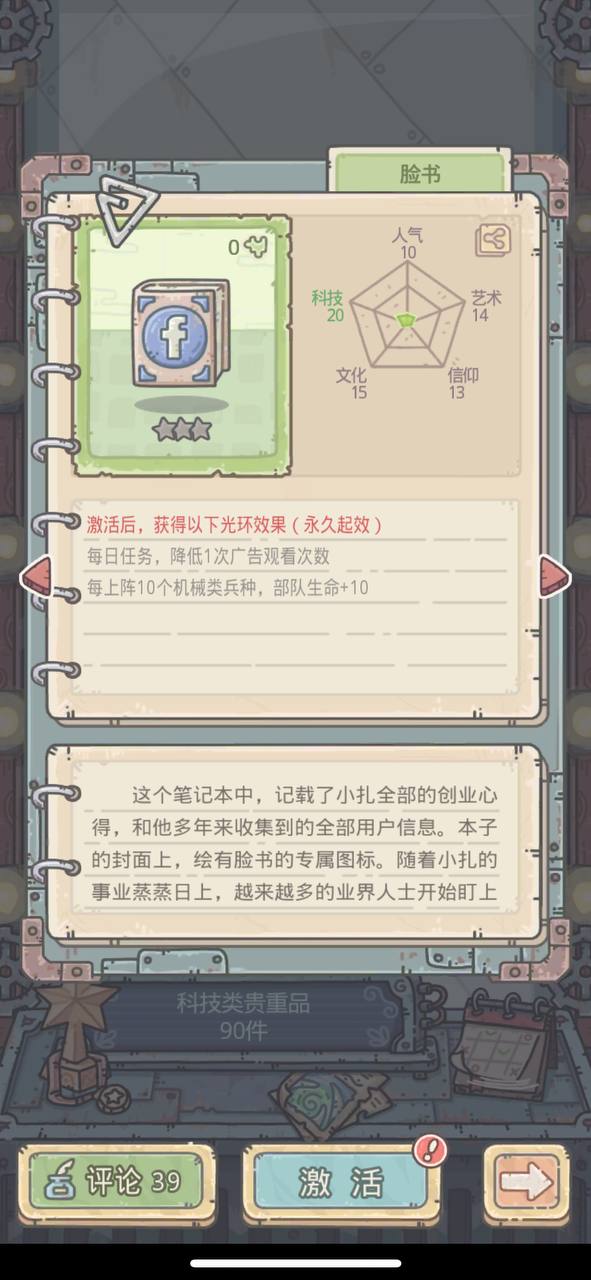 脸书
0
人气
10
科技
20
艺术
14
文化
15
信仰
13
f
激活后，获得以下光环效果（永久起效）
每日任务，降低1次广告观看次数
每上阵10个机械类兵种，部队生命+10
这个笔记本中，记载了小扎全部的创业心
得，和他多年来收集到的全部用户信息。本子
的封面上，绘有脸书的专属图标。随着小扎的
事业蒸蒸日上，越来越多的业界人士开始盯上
科技类贵重品
90件
评论 39
激 活